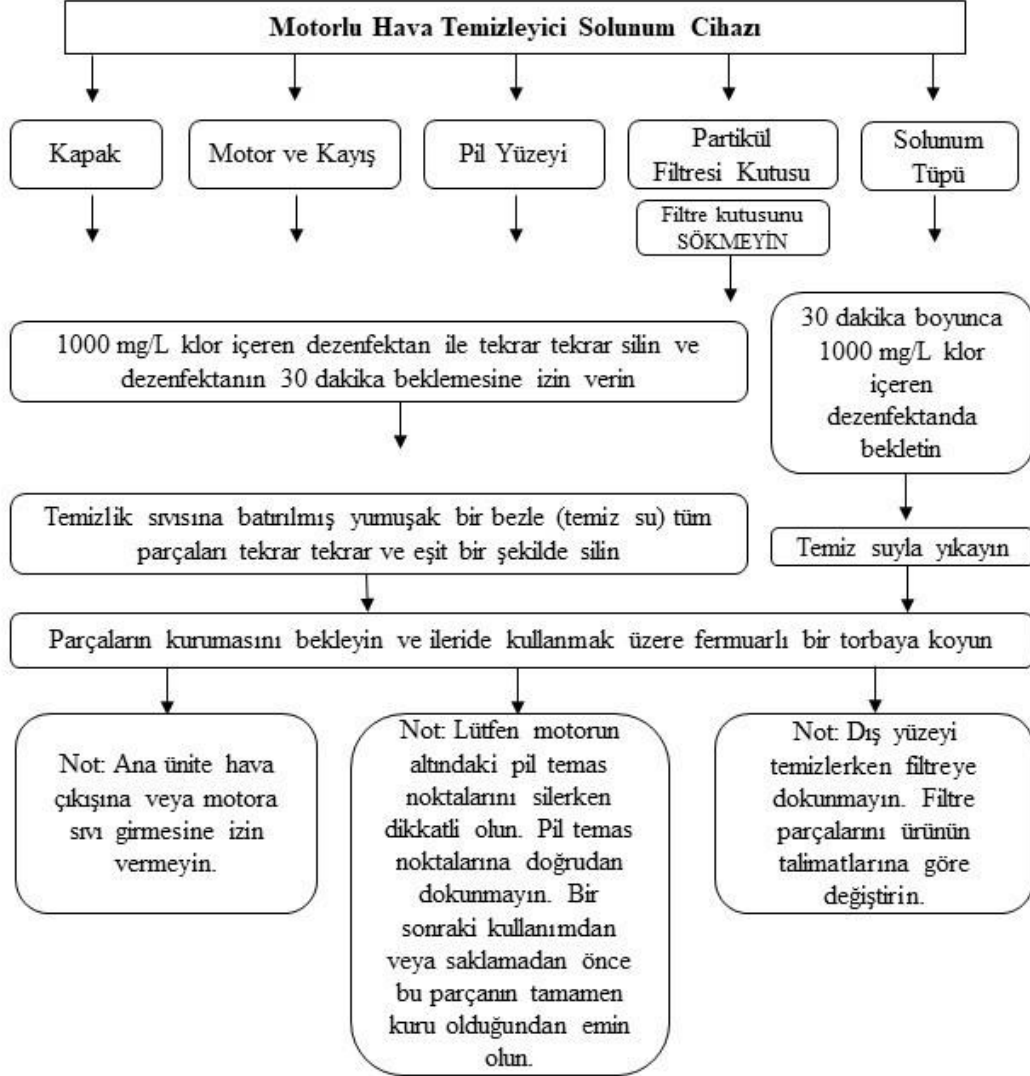 Motorlu Hava Temizleyici Solunum Cihazı
Kapak
Motor ve Kayış
Pil Yüzeyi
Partikül
Filtresi Kutusu
Solunum
Tüpü
Filtre kutusunu
SÖKMEYİN
1000 mg/L klor içeren dezenfektan ile tekrar tekrar silin ve
dezenfektanın 30 dakika beklemesine izin verin
30 dakika boyunca
1000 mg/L klor
içeren
dezenfektanda
bekletin
Temizlik sıvısına batırılmış yumuşak bir bezle (temiz su) tüm
parçaları tekrar tekrar ve eşit bir şekilde silin
Temiz suyla yıkayın
Parçaların kurumasını bekleyin ve ileride kullanmak üzere fermuarlı bir torbaya koyun
Not: Ana ünite hava
çıkışına veya motora
sıvı girmesine izin
vermeyin.
Not: Lütfen motorun
altındaki pil temas
noktalarını silerken
dikkatli olun. Pil temas
noktalarına doğrudan
dokunmayın. Bir
sonraki kullanımdan
veya saklamadan önce
bu parçanın tamamen
kuru olduğundan emin
olun.
Not: Dış yüzeyi
temizlerken filtreye
dokunmayın. Filtre
parçalarını ürünün
talimatlarına göre
değiştirin.